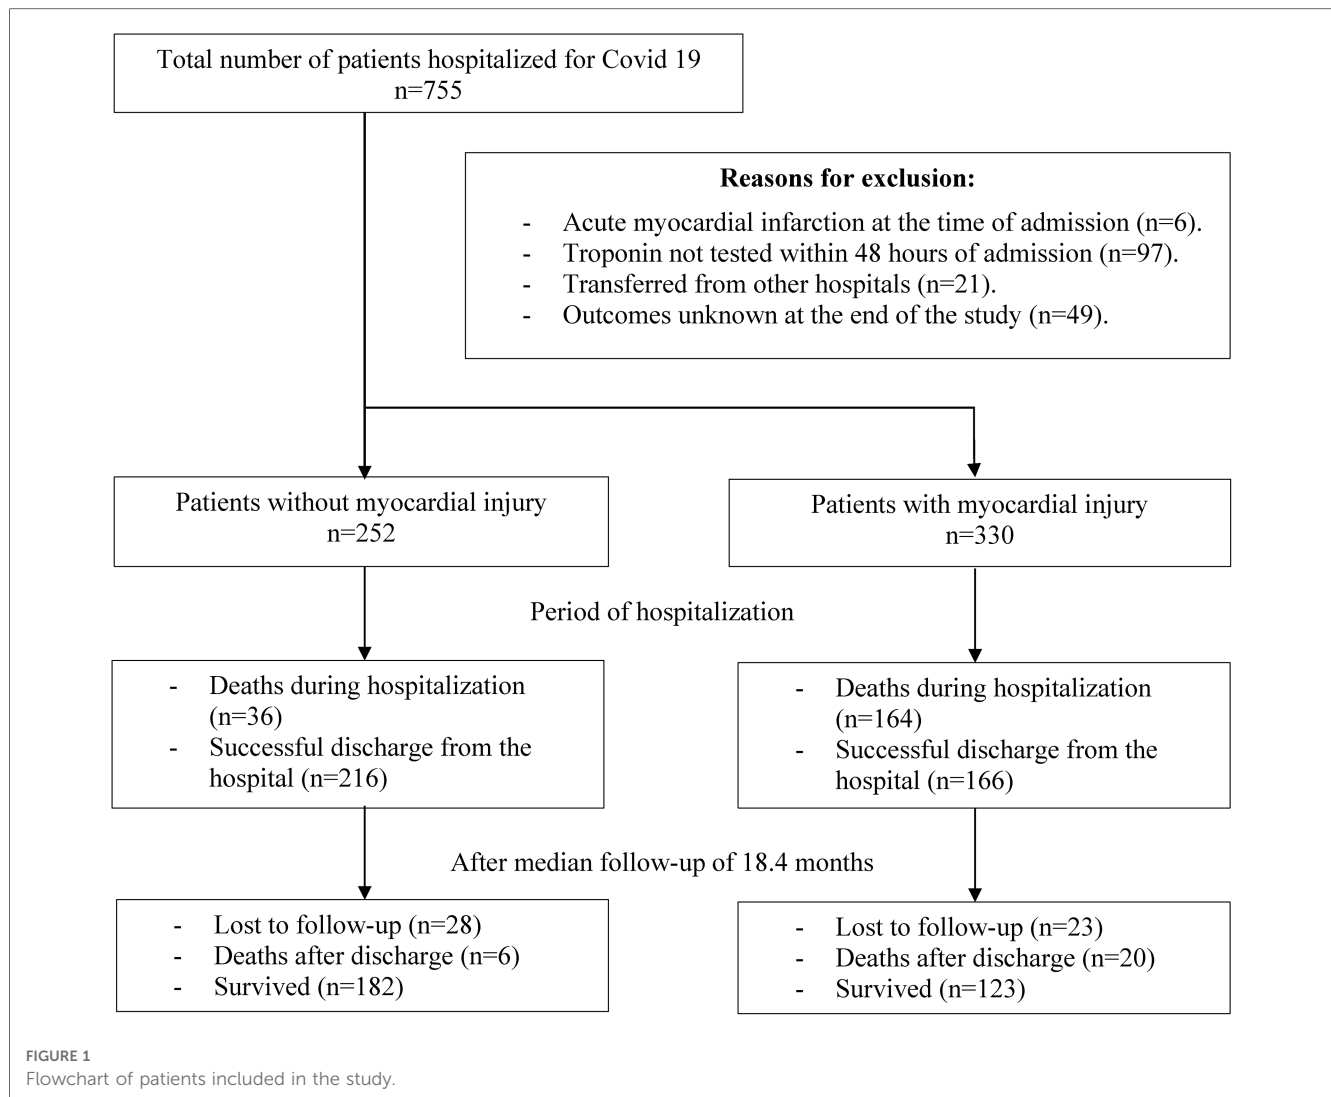 Total number of patients hospitalized for Covid 19
n=755
Reasons for exclusion:
- Acute myocardial infarction at the time of admission (n=6).
- Troponin not tested within 48 hours of admission (n=97).
- Transferred from other hospitals (n=21).
- Outcomes unknown at the end of the study (n=49).
Patients without myocardial injury
n=252
Patients with myocardial injury
n=330
Period of hospitalization
- Deaths during hospitalization
(n=36)
- Successful discharge from the
hospital (n=216)
- Deaths during hospitalization
(n=164)
- Successful discharge from the
hospital (n=166)
After median follow-up of 18.4 months
- Lost to follow-up (n=28)
- Deaths after discharge (n=6)
- Survived (n=182)
- Lost to follow-up (n=23)
- Deaths after discharge (n=20)
- Survived (n=123)
FIGURE 1
Flowchart of patients included in the study.